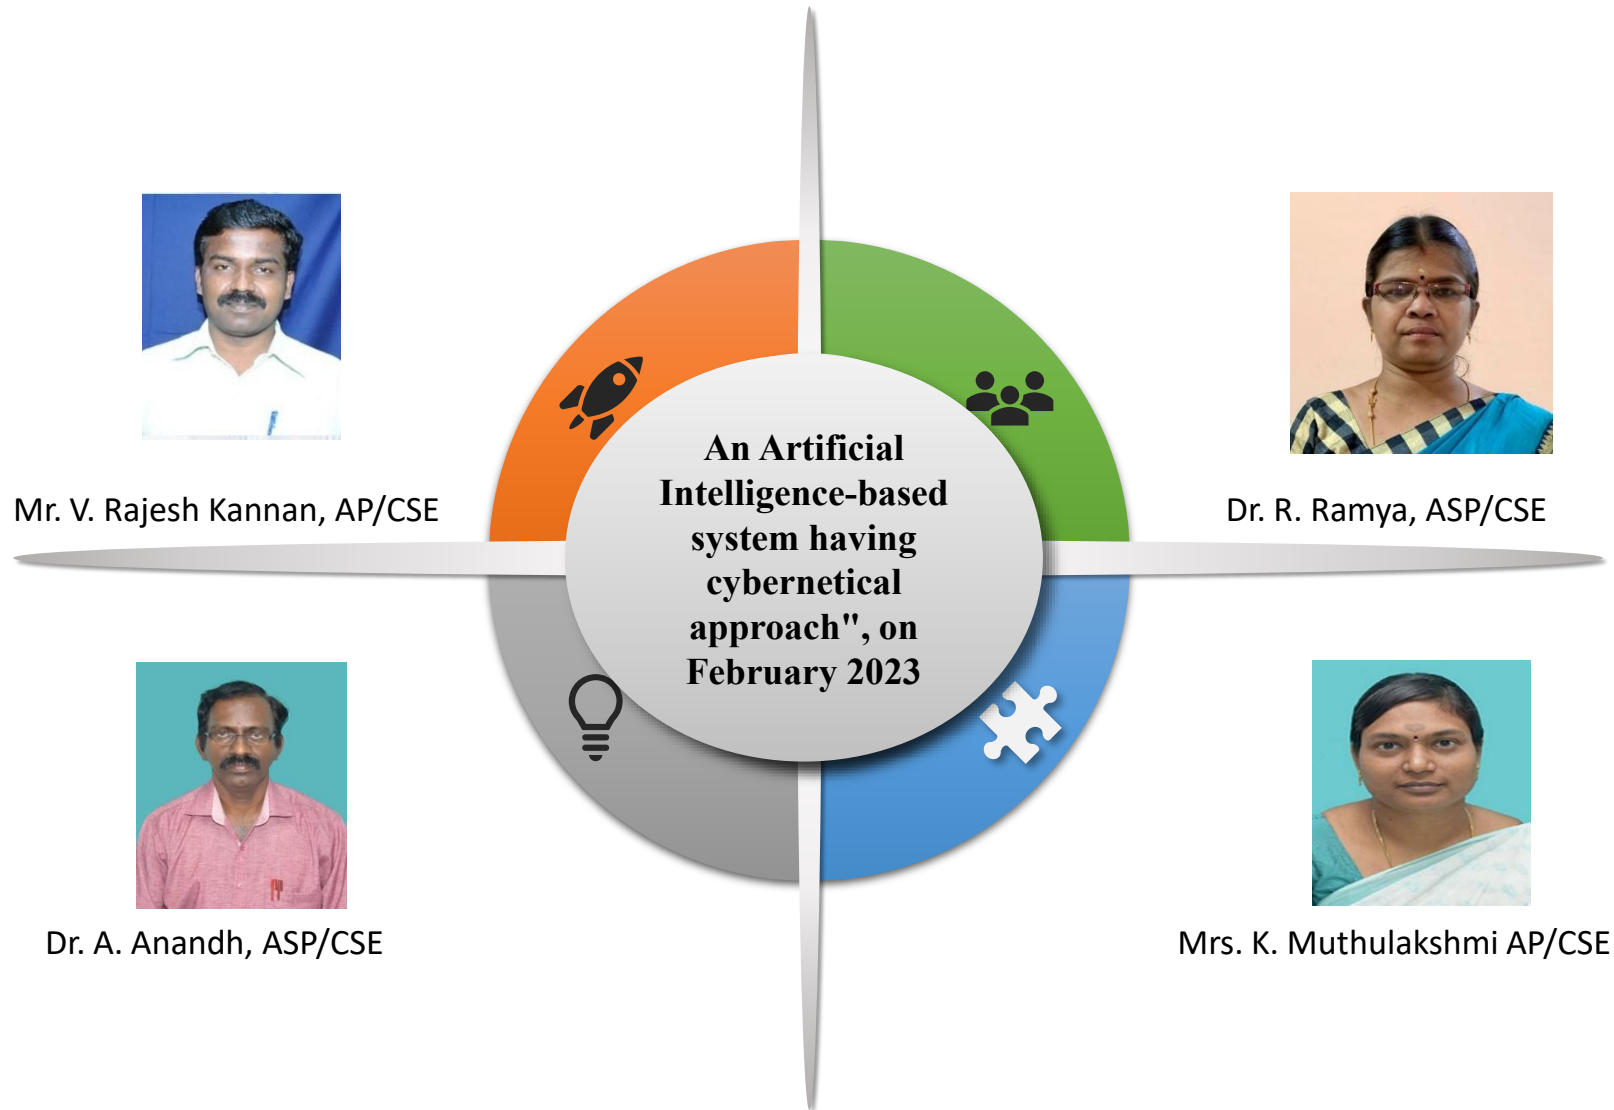 Mr. V. Rajesh Kannan, AP/CSE
Dr. R. Ramya, ASP/CSE
An Artificial
Intelligence-based
system having
cybernetical
approach", on
February 2023
Dr. A. Anandh, ASP/CSE
Mrs. K. Muthulakshmi AP/CSE